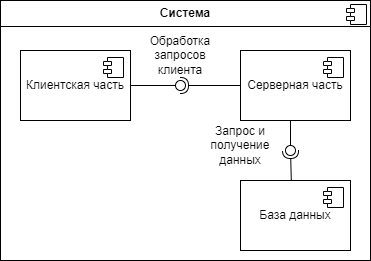 Система
Обработка
запросов
клиента
Клиентская часть
Серверная часть
Запрос и
получение
данных
База данных